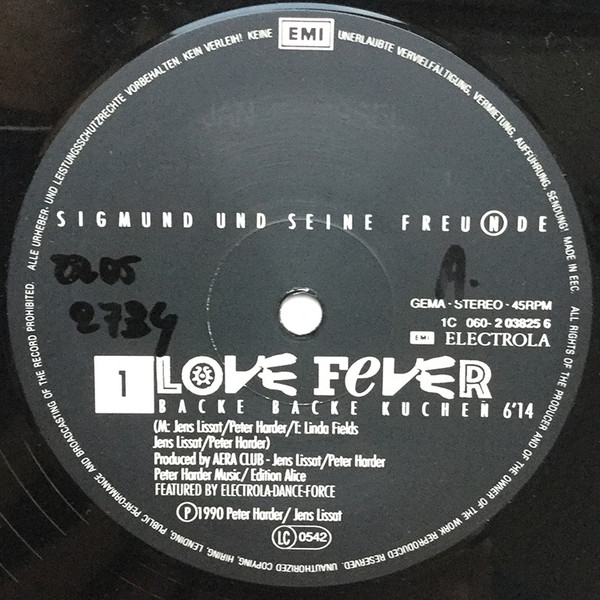 EMI
ALLE URHEBER- UND LEISTUNGSSCHUTZRECHTE VORBEHALTEN. KEIN VERLEIH! KEINE UNERLAUBTE VERVIELFÄLTIGUNG, VERMIETUNG, AUFFÜHRUNG, SENDUNG! MADE IN EEC
SIGMUND UND SEINE FREUNDE
A.
2734
GEMA - STEREO - 45RPM
1C 060- 2 03825 6
EMI ELECTROLA
1 LOVE FEVER
BACKE BACKE KUCHEN 6'14
(M: Jens Lissat/Peter Harder/T: Linda Fields
Jens Lissat/Peter Harder)
Produced by AERA CLUB - Jens Lissat/Peter Harder
Peter Harder Music/ Edition Alice
FEATURED BY ELECTROLA-DANCE-FORCE
Ⓟ1990 Peter Harder/ Jens Lissat
LC 0542
ALL RIGHTS OF THE PRODUCER AND OF THE OWNER OF THE WORK REPRODUCED RESERVED. UNAUTHORIZED COPYING, HIRING, LENDING, PUBLIC PERFORMANCE AND BROADCASTING OF THE RECORD PROHIBITED.